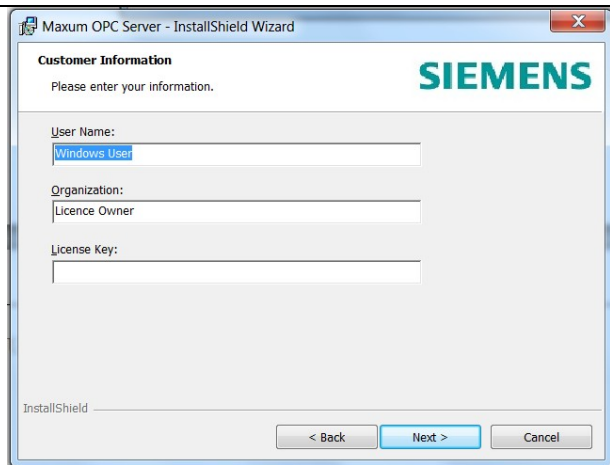 Maxum OPC Server - InstallShield Wizard
Customer Information
Please enter your information.
SIEMENS
User Name:
Windows User
Organization:
Licence Owner
License Key:
InstallShield
< Back
Next >
Cancel